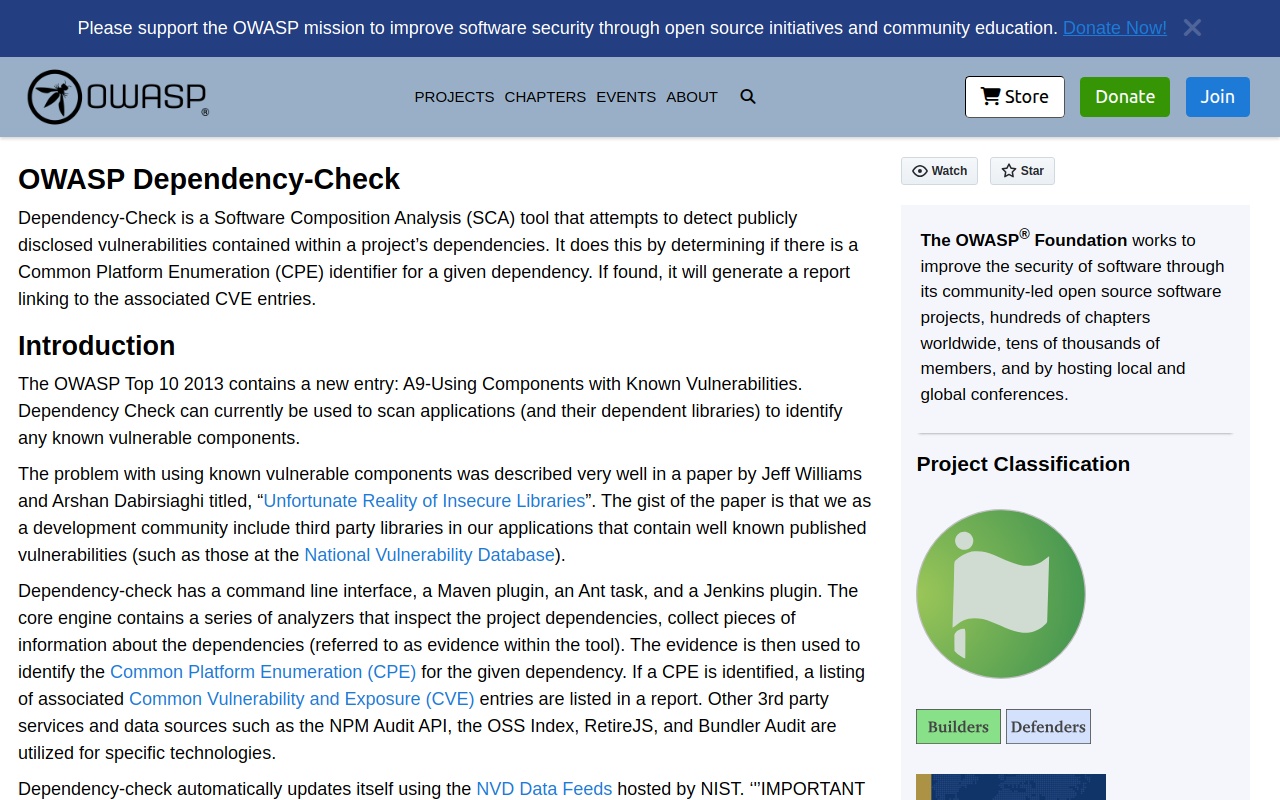 Please support the OWASP mission to improve software security through open source initiatives and community education. Donate Now! ×
OWASP®
PROJECTS CHAPTERS EVENTS ABOUT
Store Donate Join
OWASP Dependency-Check
Dependency-Check is a Software Composition Analysis (SCA) tool that attempts to detect publicly
disclosed vulnerabilities contained within a project’s dependencies. It does this by determining if there is a
Common Platform Enumeration (CPE) identifier for a given dependency. If found, it will generate a report
linking to the associated CVE entries.
Introduction
The OWASP Top 10 2013 contains a new entry: A9-Using Components with Known Vulnerabilities.
Dependency Check can currently be used to scan applications (and their dependent libraries) to identify
any known vulnerable components.
The problem with using known vulnerable components was described very well in a paper by Jeff Williams
and Arshan Dabirsiaghi titled, “Unfortunate Reality of Insecure Libraries”. The gist of the paper is that we as
a development community include third party libraries in our applications that contain well known published
vulnerabilities (such as those at the National Vulnerability Database).
Dependency-check has a command line interface, a Maven plugin, an Ant task, and a Jenkins plugin. The
core engine contains a series of analyzers that inspect the project dependencies, collect pieces of
information about the dependencies (referred to as evidence within the tool). The evidence is then used to
identify the Common Platform Enumeration (CPE) for the given dependency. If a CPE is identified, a listing
of associated Common Vulnerability and Exposure (CVE) entries are listed in a report. Other 3rd party
services and data sources such as the NPM Audit API, the OSS Index, RetireJS, and Bundler Audit are
utilized for specific technologies.
Dependency-check automatically updates itself using the NVD Data Feeds hosted by NIST. ‘”IMPORTANT
Watch Star
The OWASP® Foundation works to
improve the security of software through
its community-led open source software
projects, hundreds of chapters
worldwide, tens of thousands of
members, and by hosting local and
global conferences.
Project Classification
Builders Defenders